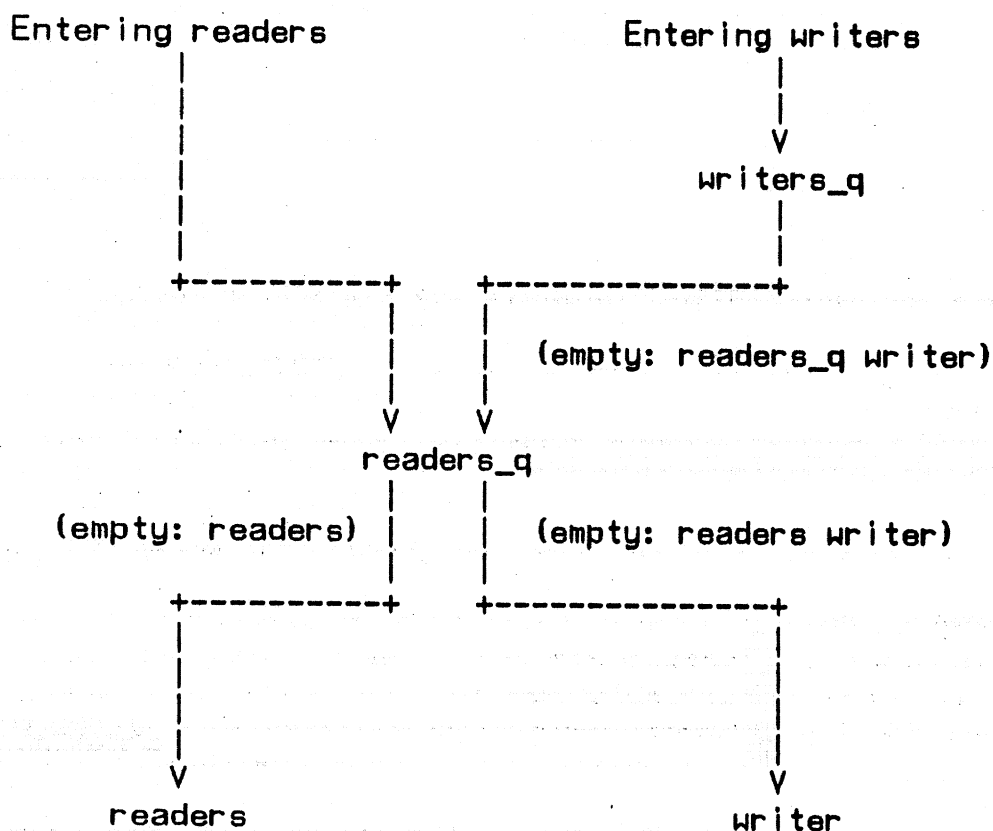 Entering readers
Entering writers
writers_q
(empty: readers_q writer)
readers_q
(empty: readers)
(empty: readers writer)
readers
writer